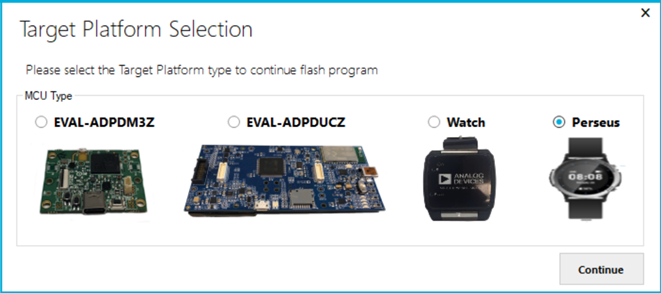 Target Platform Selection
Please select the Target Platform type to continue flash program
MCU Type
EVAL-ADPDM3Z
EVAL-ADPDUCZ
Watch
Perseus
ANALOG
DEVICES
08:08
Continue